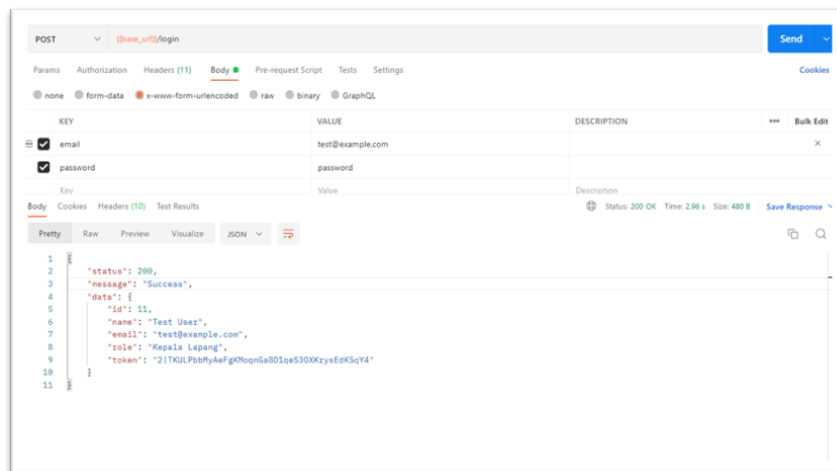 POST {{base_url}}/login Send
Params Authorization Headers (11) Body Pre-request Script Tests Settings Cookies
none form-data x-www-form-urlencoded raw binary GraphQL
KEY VALUE DESCRIPTION ••• Bulk Edit
email test@example.com
password password
Key Value Description
Body Cookies Headers (10) Test Results Status: 200 OK Time: 2.96 s Size: 480 B Save Response
Pretty Raw Preview Visualize JSON
1 {
2 "status": 200,
3 "message": "Success",
4 "data": {
5 "id": 11,
6 "name": "Test User",
7 "email": "test@example.com",
8 "role": "Kepala Lapang",
9 "token": "2|TKULPbbMyAeFgKMoqnGa8D1qeS3OXKrysEdK5qY4"
10 }
11 }